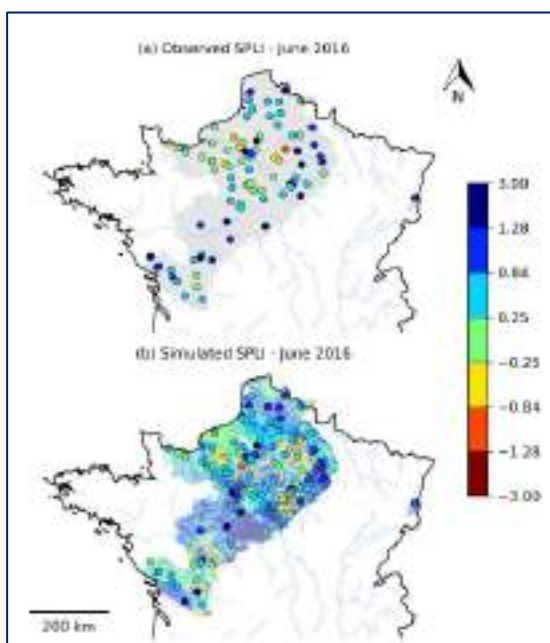 (a) Observed SPLI - June 2016
N
3.00
1.28
0.84
0.25
−0.25
−0.84
−1.28
−3.00
(b) Simulated SPLI - June 2016
200 km